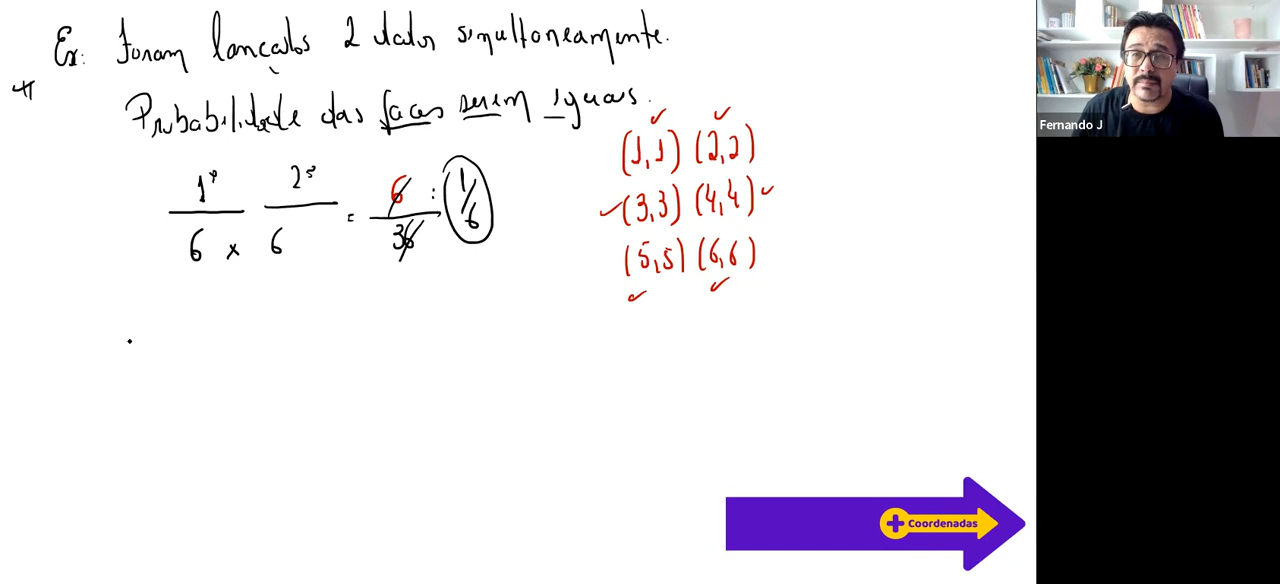 Ex: Foram lançados 2 dados simultaneamente.
Probabilidade das faces serem iguais.
1º 2º
6 x 6 = 6/36 : 1/6
(1,1) (2,2)
(3,3) (4,4)
(5,5) (6,6)
Fernando J
+ Coordenadas